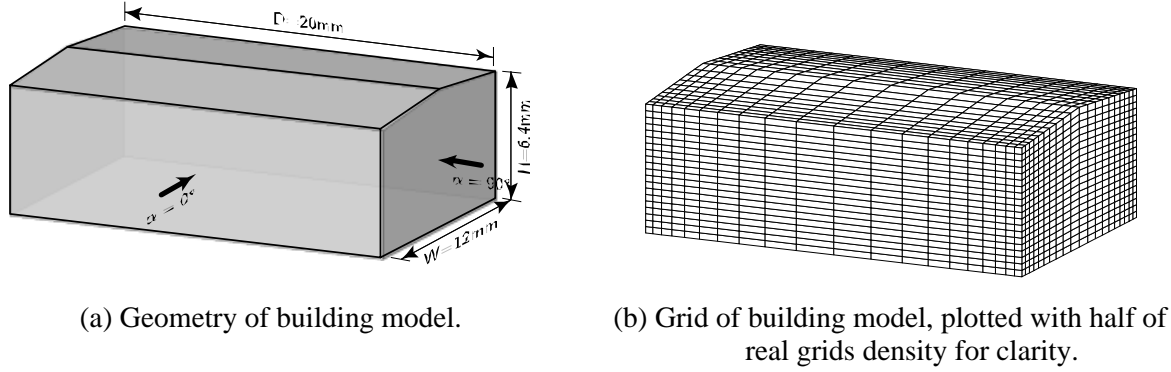 D=20mm
H=6.4mm
α = 90°
α = 0°
W=12mm
(a) Geometry of building model.
(b) Grid of building model, plotted with half of
real grids density for clarity.